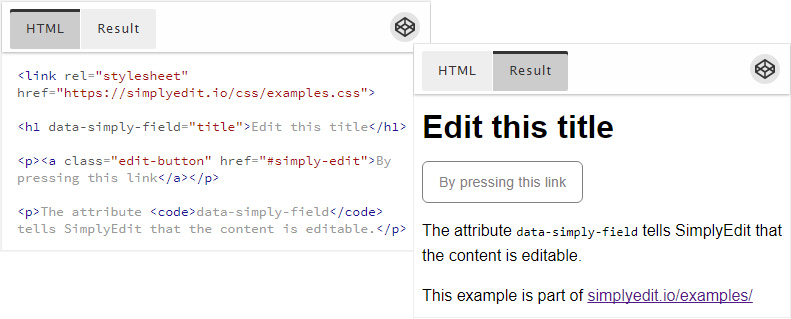 HTML Result
<link rel="stylesheet"
href="https://simplyedit.io/css/examples.css">
<h1 data-simply-field="title">Edit this title</h1>
<p><a class="edit-button" href="#simply-edit">By
pressing this link</a></p>
<p>The attribute <code>data-simply-field</code>
tells SimplyEdit that the content is editable.</p>
HTML Result
Edit this title
By pressing this link
The attribute data-simply-field tells SimplyEdit that
the content is editable.
This example is part of simplyedit.io/examples/